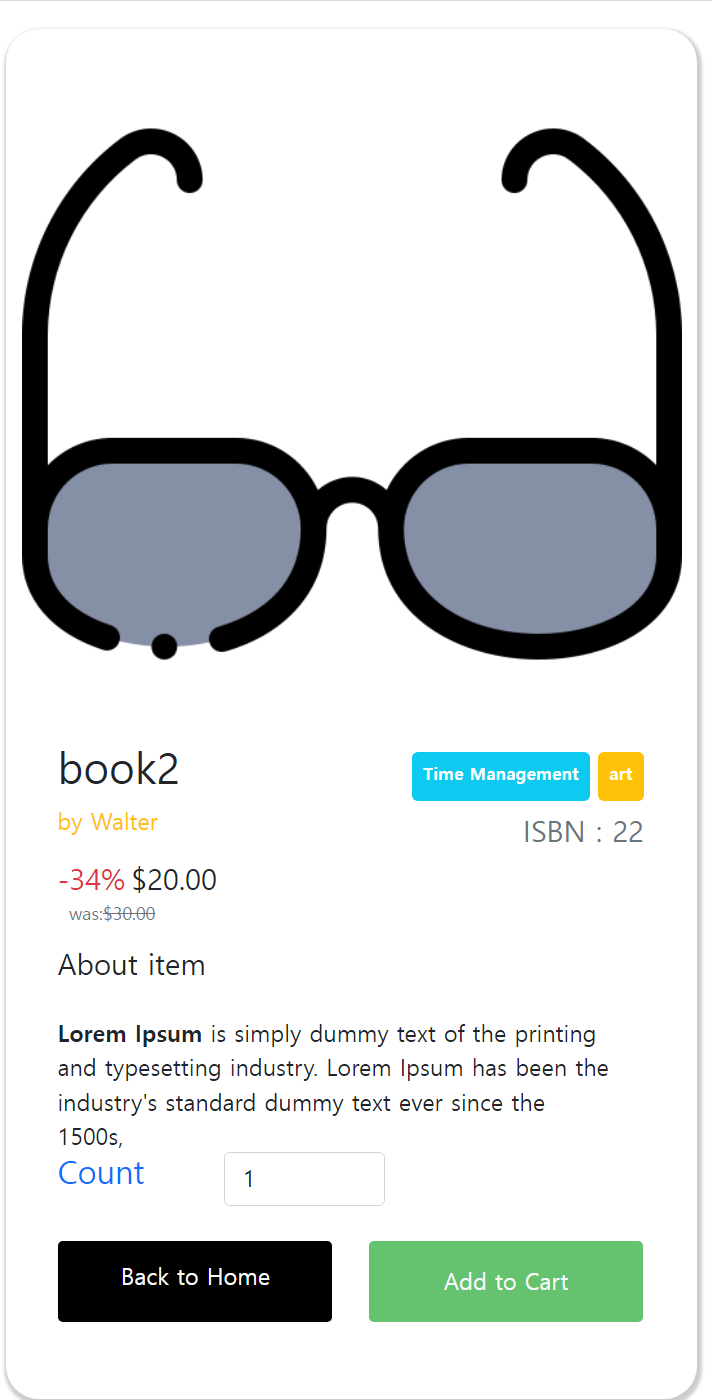 book2
Time Management art
by Walter
ISBN : 22
-34% $20.00
was:$30.00
About item
Lorem Ipsum is simply dummy text of the printing
and typesetting industry. Lorem Ipsum has been the
industry's standard dummy text ever since the
1500s,
Count 1
Back to Home Add to Cart